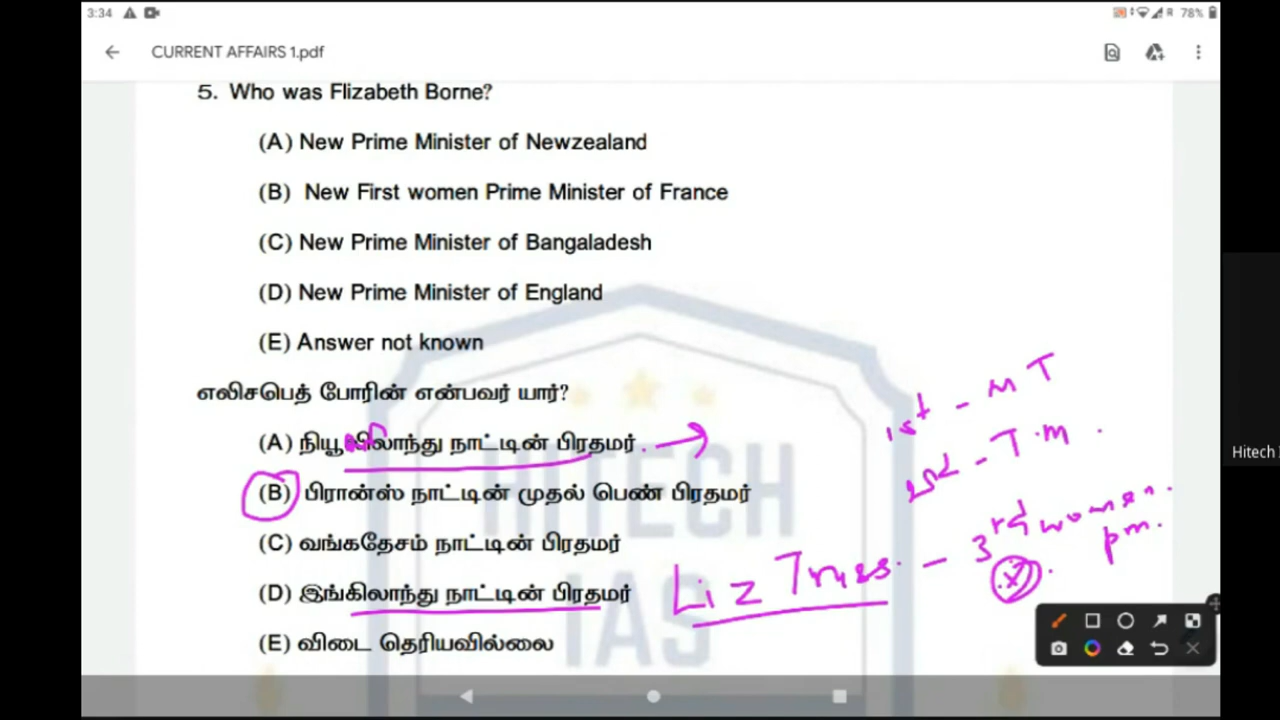 3:34
R 78%
CURRENT AFFAIRS 1.pdf
5. Who was Flizabeth Borne?
(A) New Prime Minister of Newzealand
(B) New First women Prime Minister of France
(C) New Prime Minister of Bangaladesh
(D) New Prime Minister of England
(E) Answer not known
எலிசபெத் போரின் என்பவர் யார்?
(A) நியூஸிலாந்து நாட்டின் பிரதமர்
(B) பிரான்ஸ் நாட்டின் முதல் பெண் பிரதமர்
(C) வங்கதேசம் நாட்டின் பிரதமர்
(D) இங்கிலாந்து நாட்டின் பிரதமர்
(E) விடை தெரியவில்லை
1st - M T
2nd - T.M.
Liz Truss. - 3rd women. pm.
HITECH
IAS
Hitech